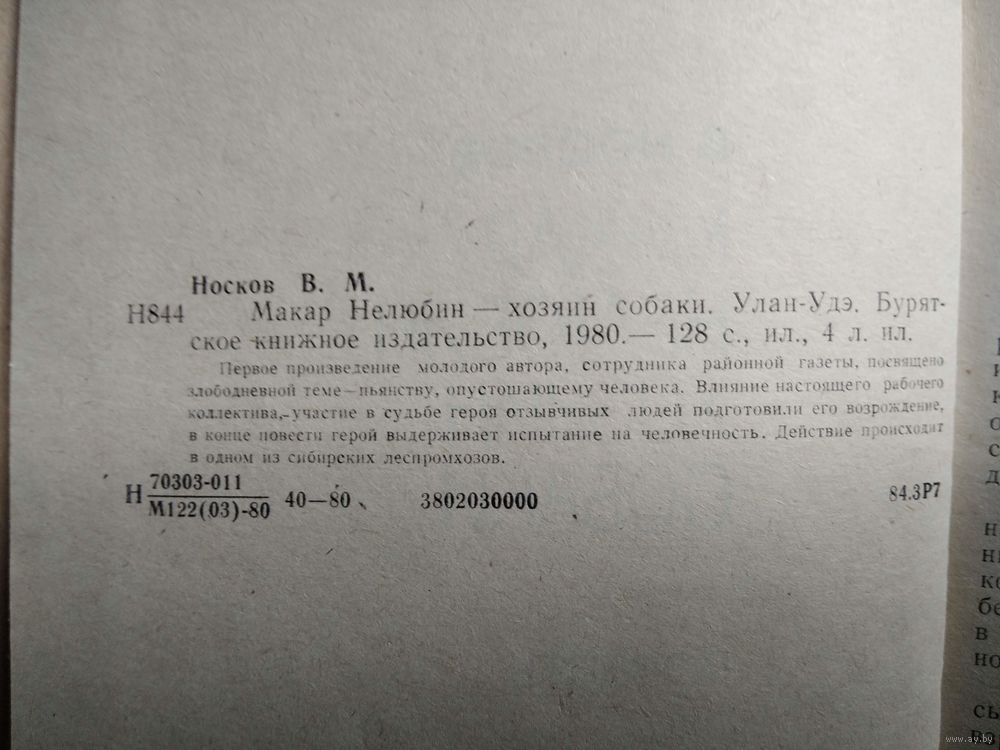 Носков В. М.
Н844 Макар Нелюбин — хозяин собаки. Улан-Удэ. Бурят-
ское книжное издательство, 1980.— 128 с., ил., 4 л. ил.
Первое произведение молодого автора, сотрудника районной газеты, посвящено
злободневной теме – пьянству, опустошающему человека. Влияние настоящего рабочего
коллектива, участие в судьбе героя отзывчивых людей подготовили его возрождение,
в конце повести герой выдерживает испытание на человечность. Действие происходит
в одном из сибирских леспромхозов.
Н 70303-011 40—80 3802030000 84.3Р7
М122(03)-80
www.ay.by